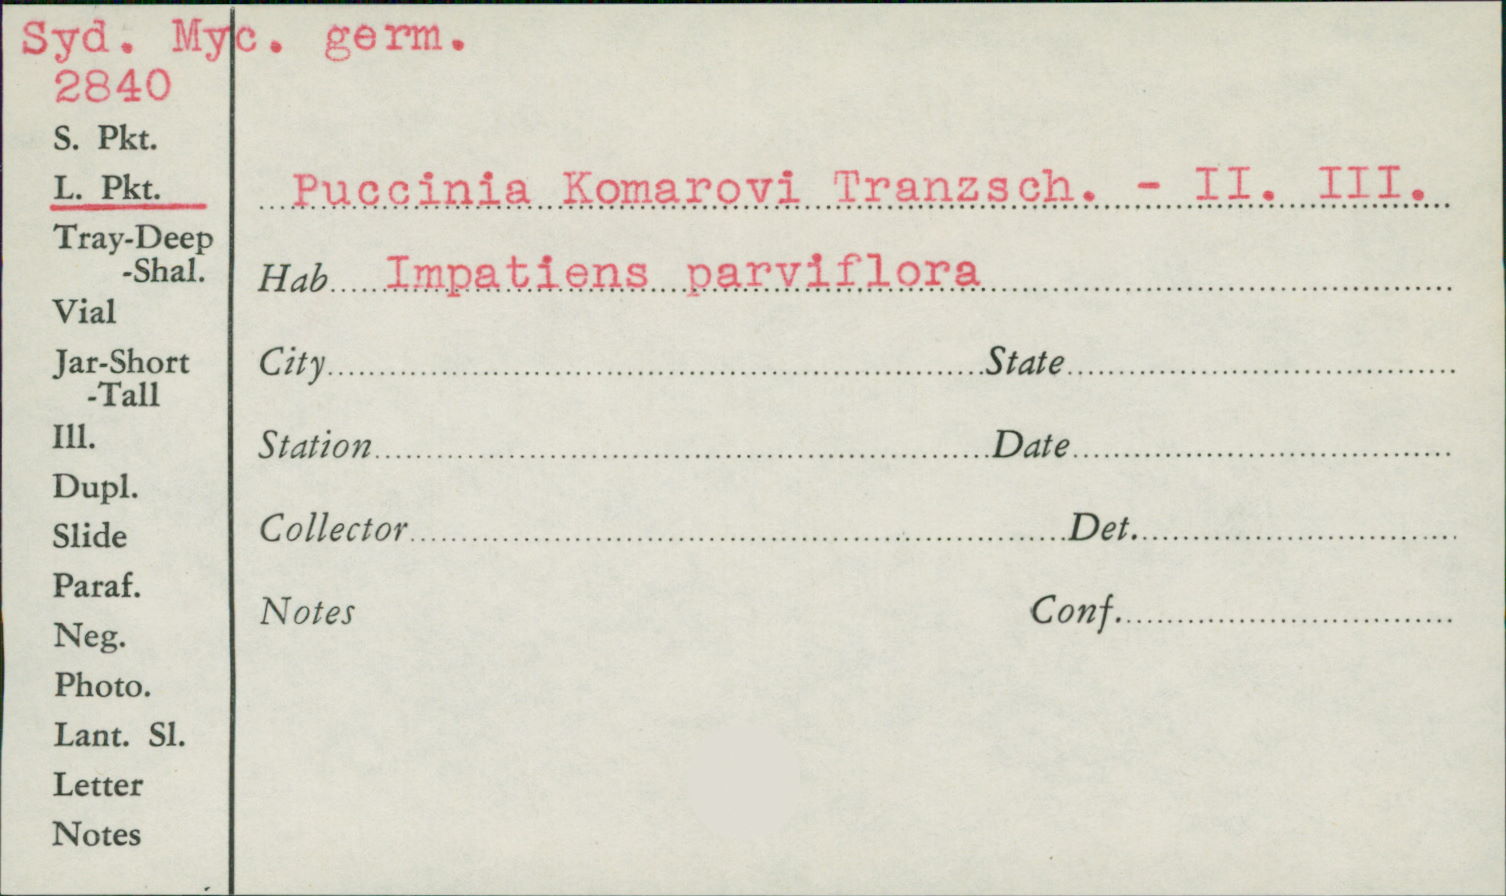 Syd. Myc. germ.
2840
S. Pkt.
L. Pkt.
Tray-Deep
-Shal.
Vial
Jar-Short
-Tall
Ill.
Dupl.
Slide
Paraf.
Neg.
Photo.
Lant. Sl.
Letter
Notes
Puccinia Komarovi Tranzsch. - II. III.
Hab. Impatiens parviflora
City State
Station Date
Collector Det.
Notes Conf.